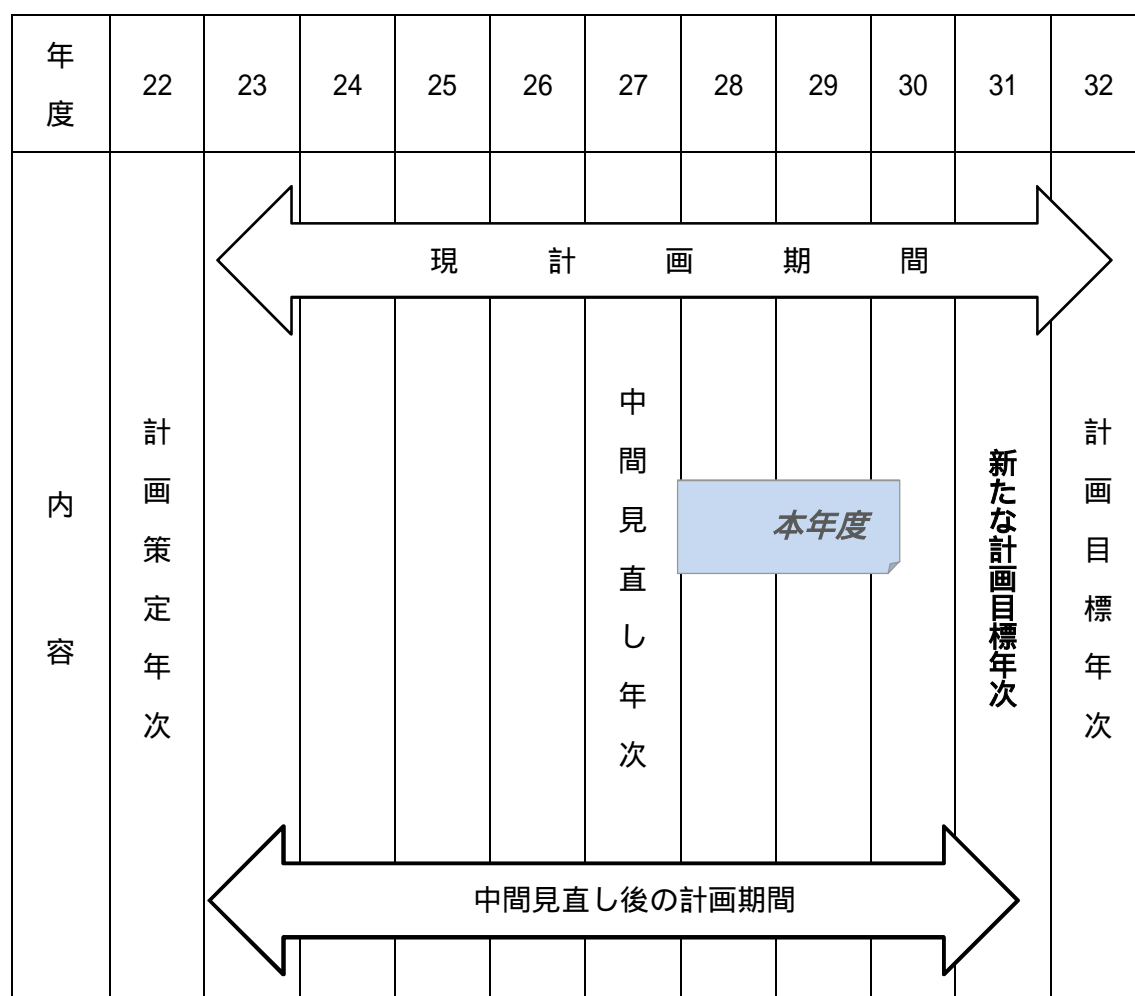 年度 22 23 24 25 26 27 28 29 30 31 32
現計画期間
内容
計画策定年次
中間見直し年次
本年度
新たな計画目標年次
計画目標年次
中間見直し後の計画期間